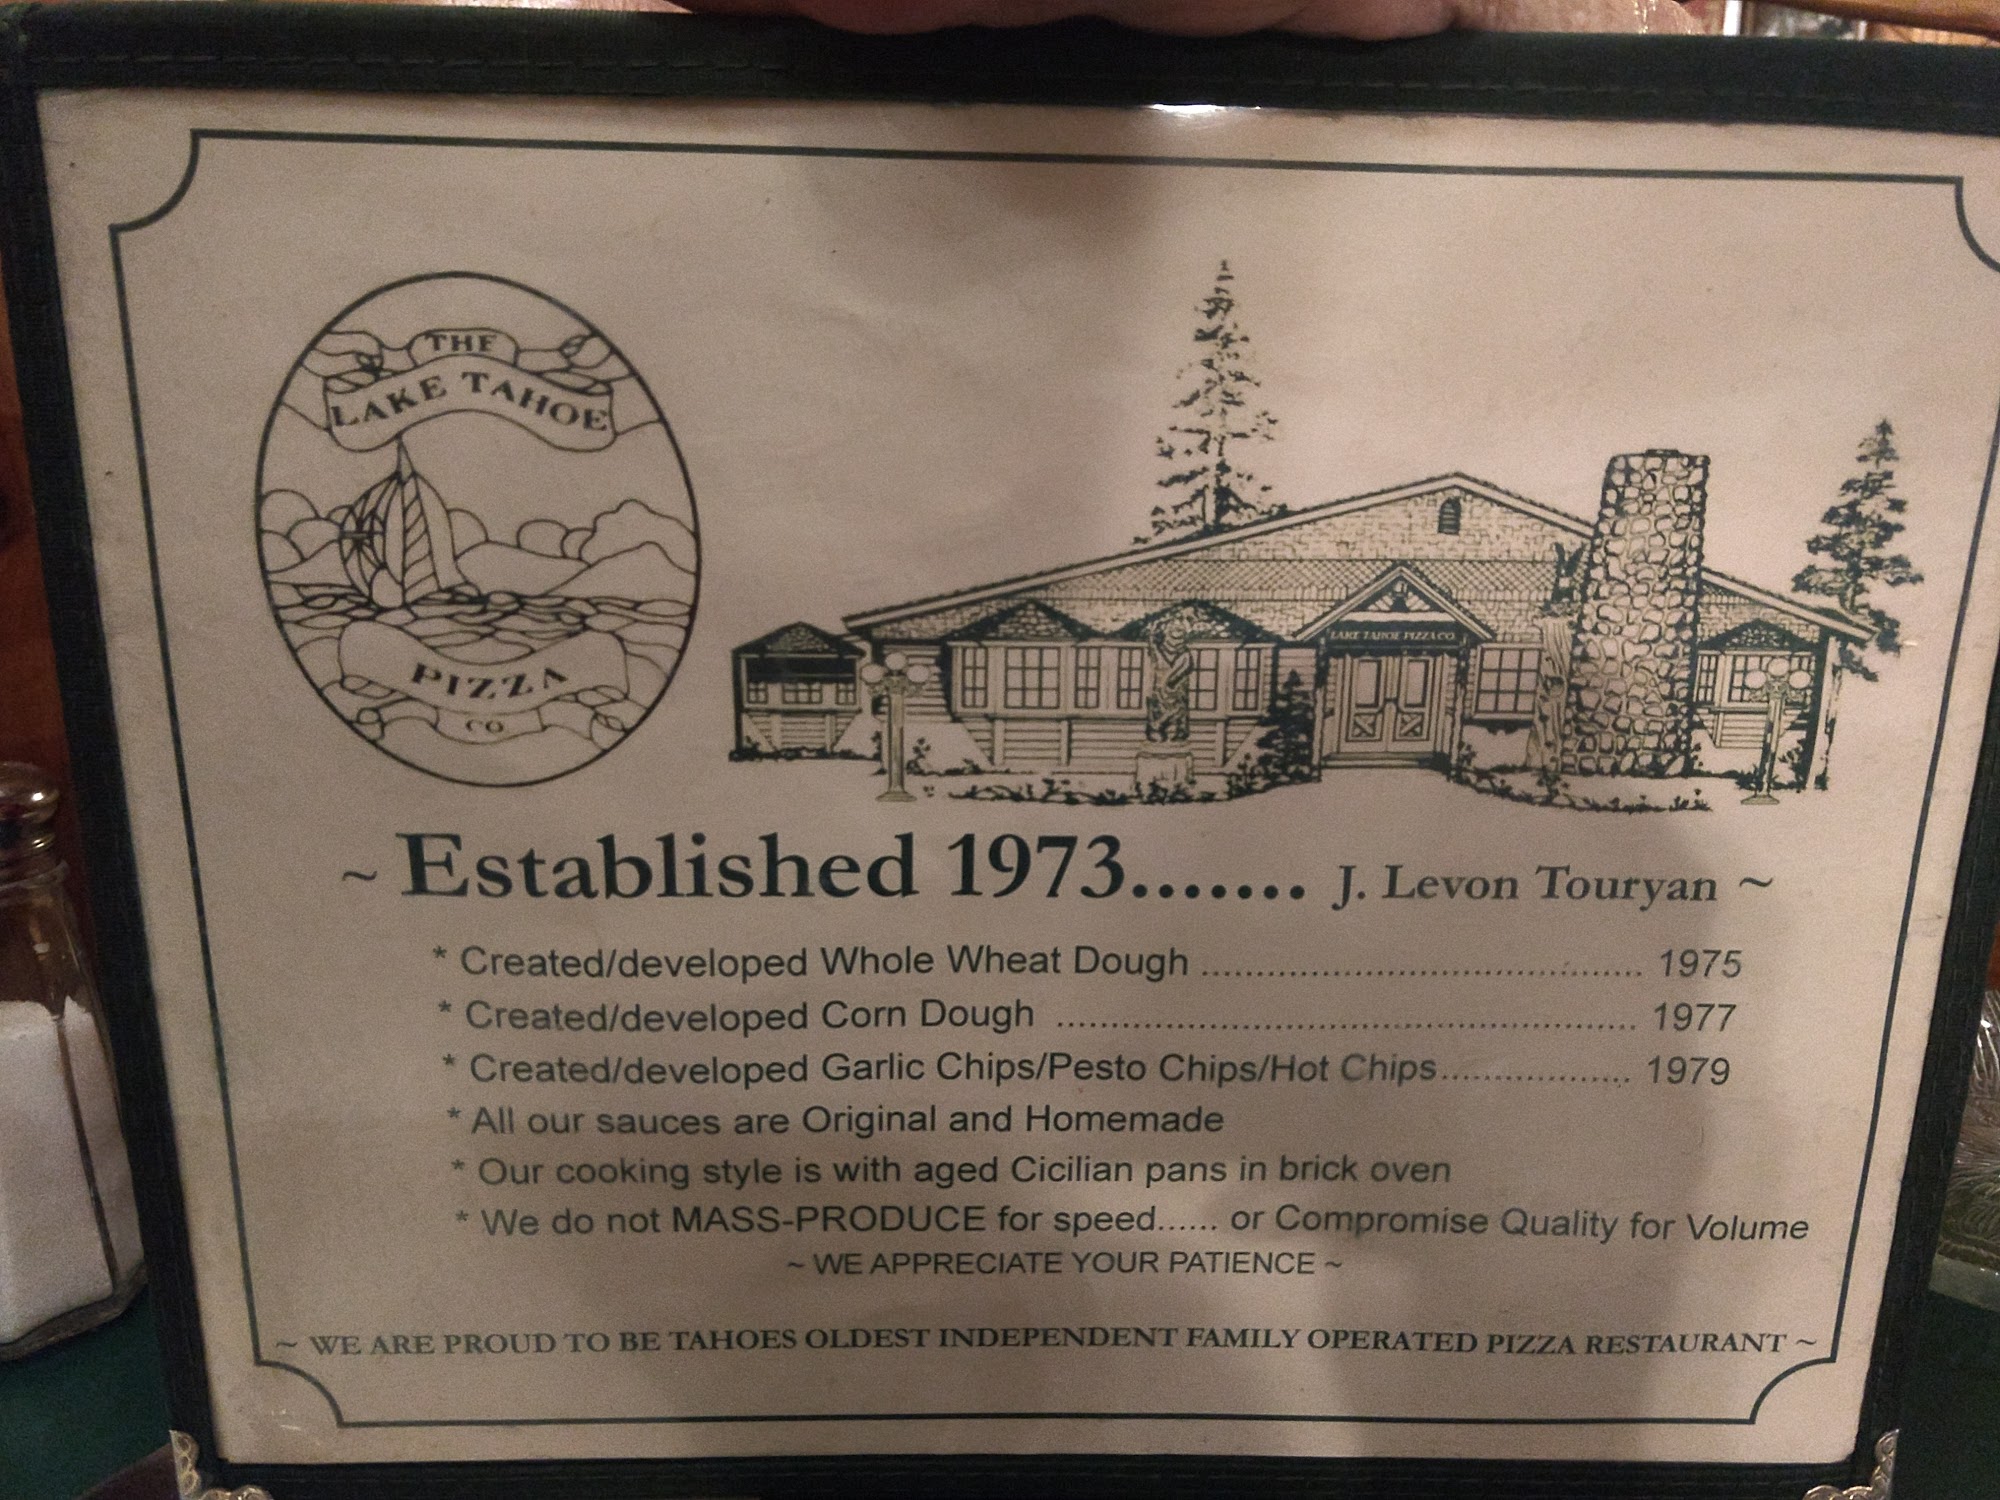 THE
LAKE TAHOE
PIZZA
CO
LAKE TAHOE PIZZA CO.
~ Established 1973....... J. Levon Touryan ~
* Created/developed Whole Wheat Dough ........................................ 1975
* Created/developed Corn Dough ..................................................... 1977
* Created/developed Garlic Chips/Pesto Chips/Hot Chips.................. 1979
* All our sauces are Original and Homemade
* Our cooking style is with aged Cicilian pans in brick oven
* We do not MASS-PRODUCE for speed...... or Compromise Quality for Volume
~ WE APPRECIATE YOUR PATIENCE ~
~ WE ARE PROUD TO BE TAHOES OLDEST INDEPENDENT FAMILY OPERATED PIZZA RESTAURANT ~